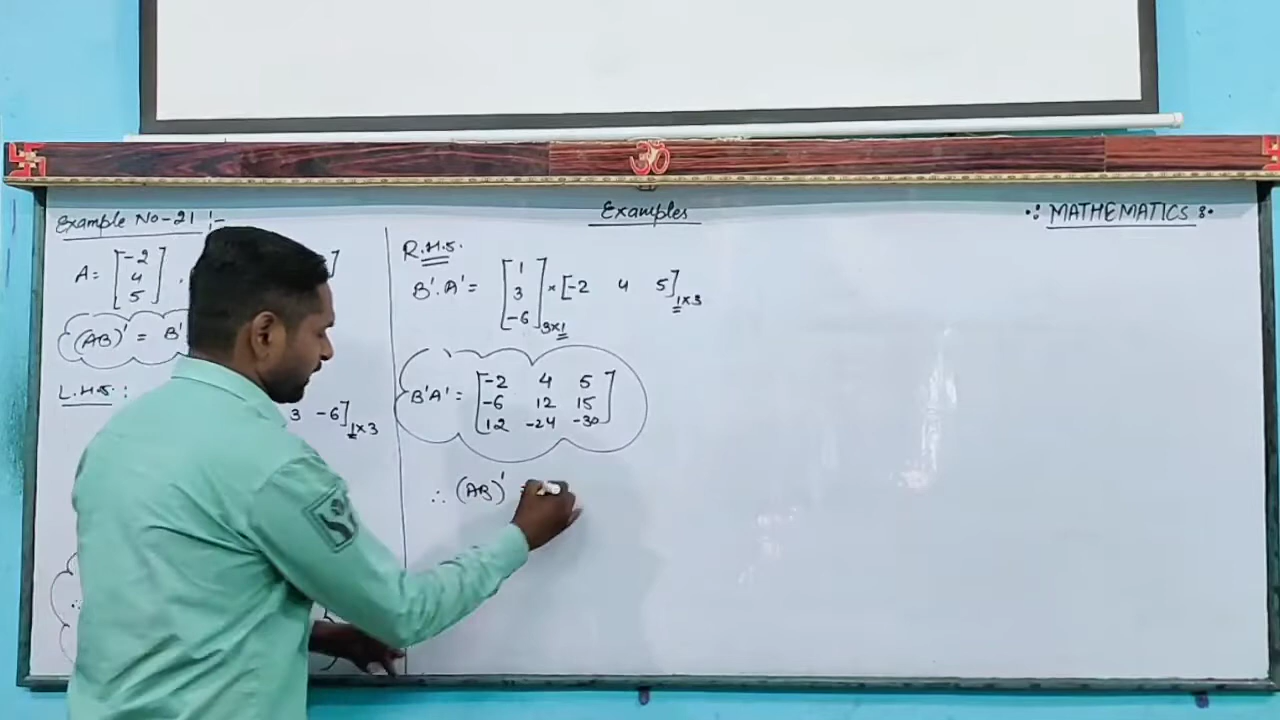 Examples
·: MATHEMATICS :·
Example No-21 :-
A = [-2
4
5] ,
(AB)' = B'
L.H.S. :
3 -6]1×3
R.H.S.
B'.A' = [1
3
-6]3×1 × [-2 4 5]1×3
B'A' = [-2 4 5
-6 12 15
12 -24 -30]
∴ (AB)' =